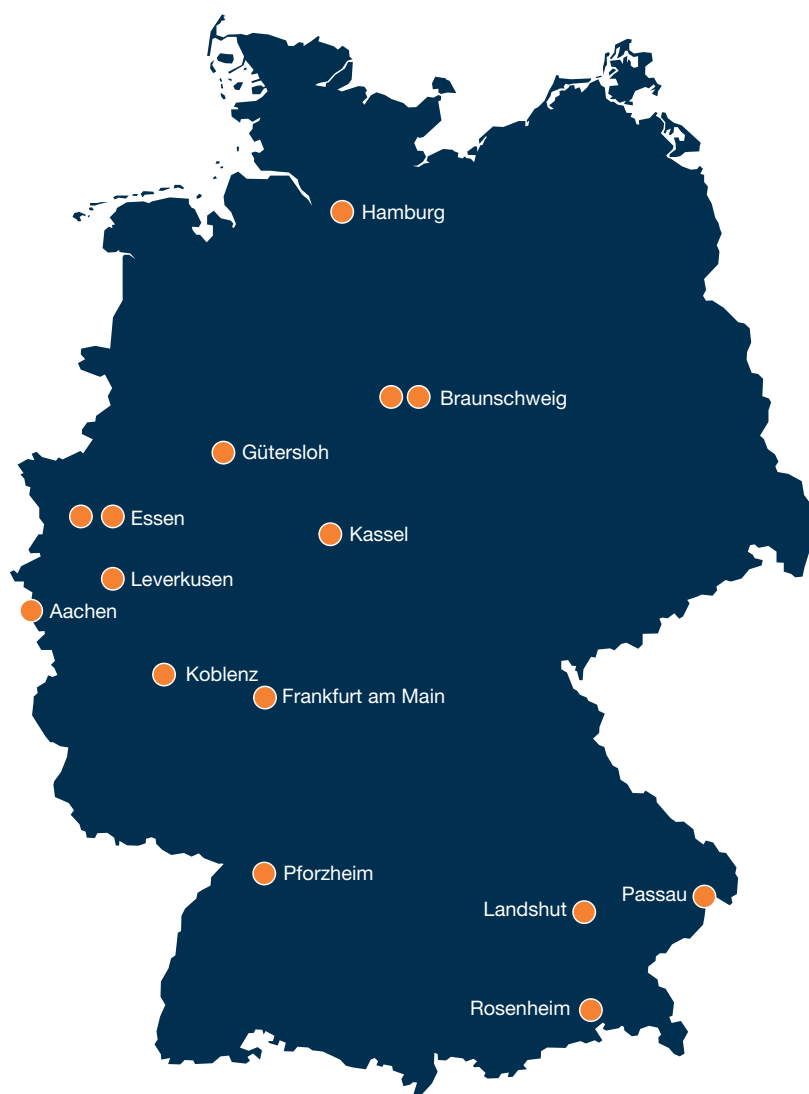 Hamburg
Braunschweig
Gütersloh
Essen
Kassel
Leverkusen
Aachen
Koblenz
Frankfurt am Main
Pforzheim
Passau
Landshut
Rosenheim